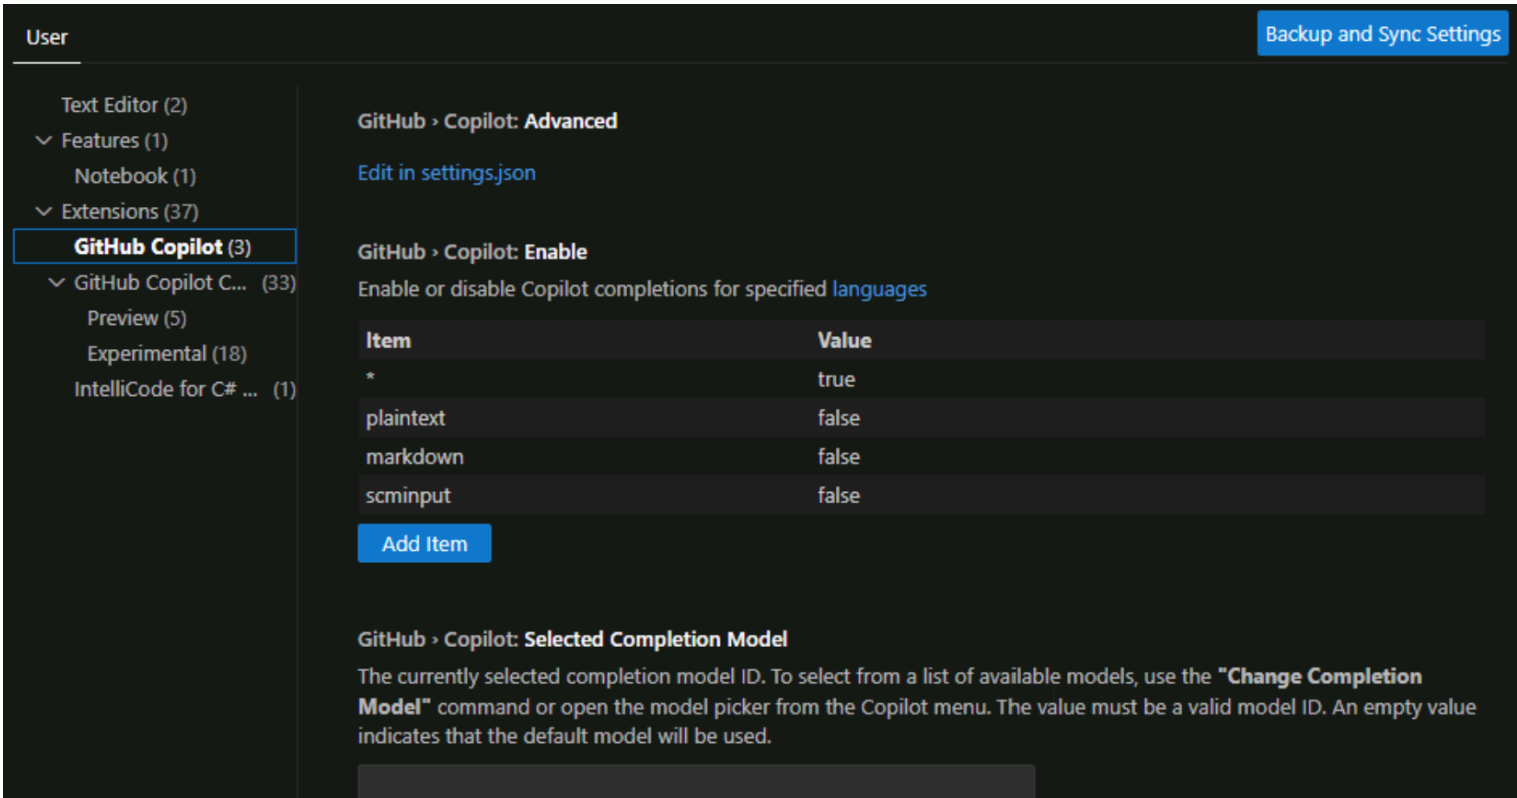 User
Backup and Sync Settings
Text Editor (2)
Features (1)
Notebook (1)
Extensions (37)
GitHub Copilot (3)
GitHub Copilot C... (33)
Preview (5)
Experimental (18)
IntelliCode for C# ... (1)
GitHub › Copilot: Advanced
Edit in settings.json
GitHub › Copilot: Enable
Enable or disable Copilot completions for specified languages
Item Value
* true
plaintext false
markdown false
scminput false
Add Item
GitHub › Copilot: Selected Completion Model
The currently selected completion model ID. To select from a list of available models, use the "Change Completion
Model" command or open the model picker from the Copilot menu. The value must be a valid model ID. An empty value
indicates that the default model will be used.